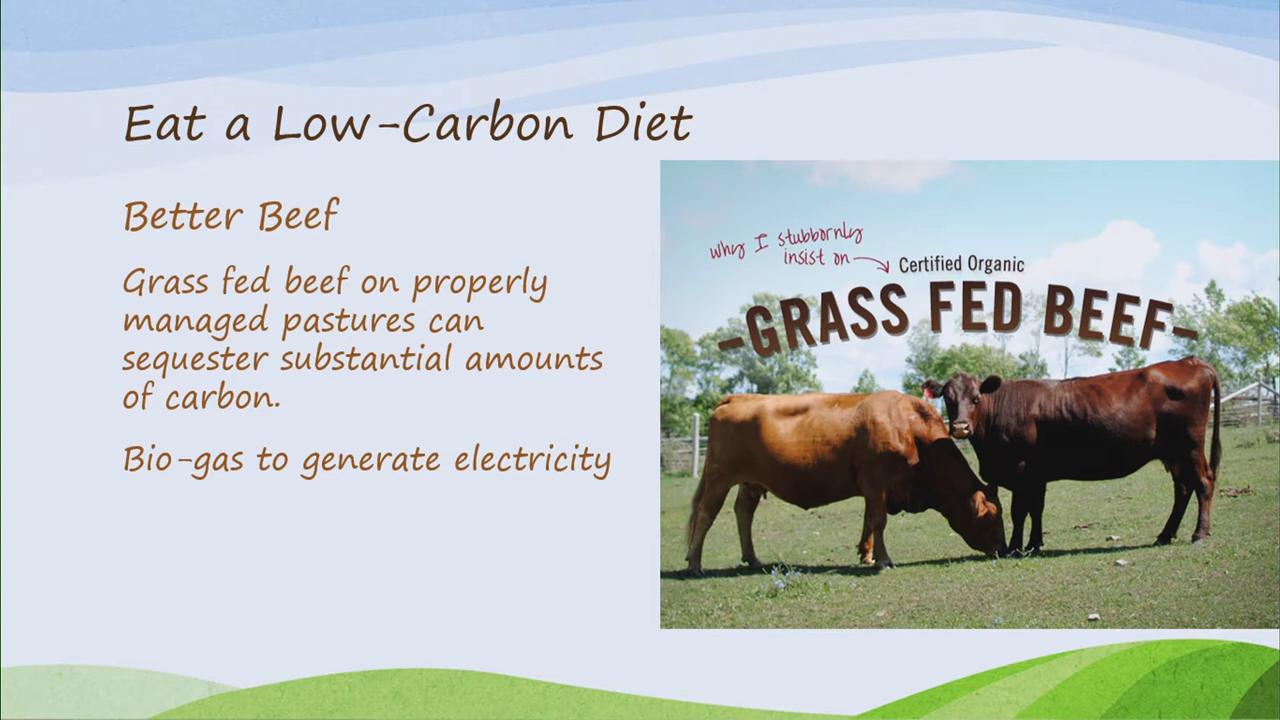 Eat a Low-Carbon Diet
Better Beef
Grass fed beef on properly
managed pastures can
sequester substantial amounts
of carbon.
Bio-gas to generate electricity
why I stubbornly
insist on
Certified Organic
-GRASS FED BEEF-